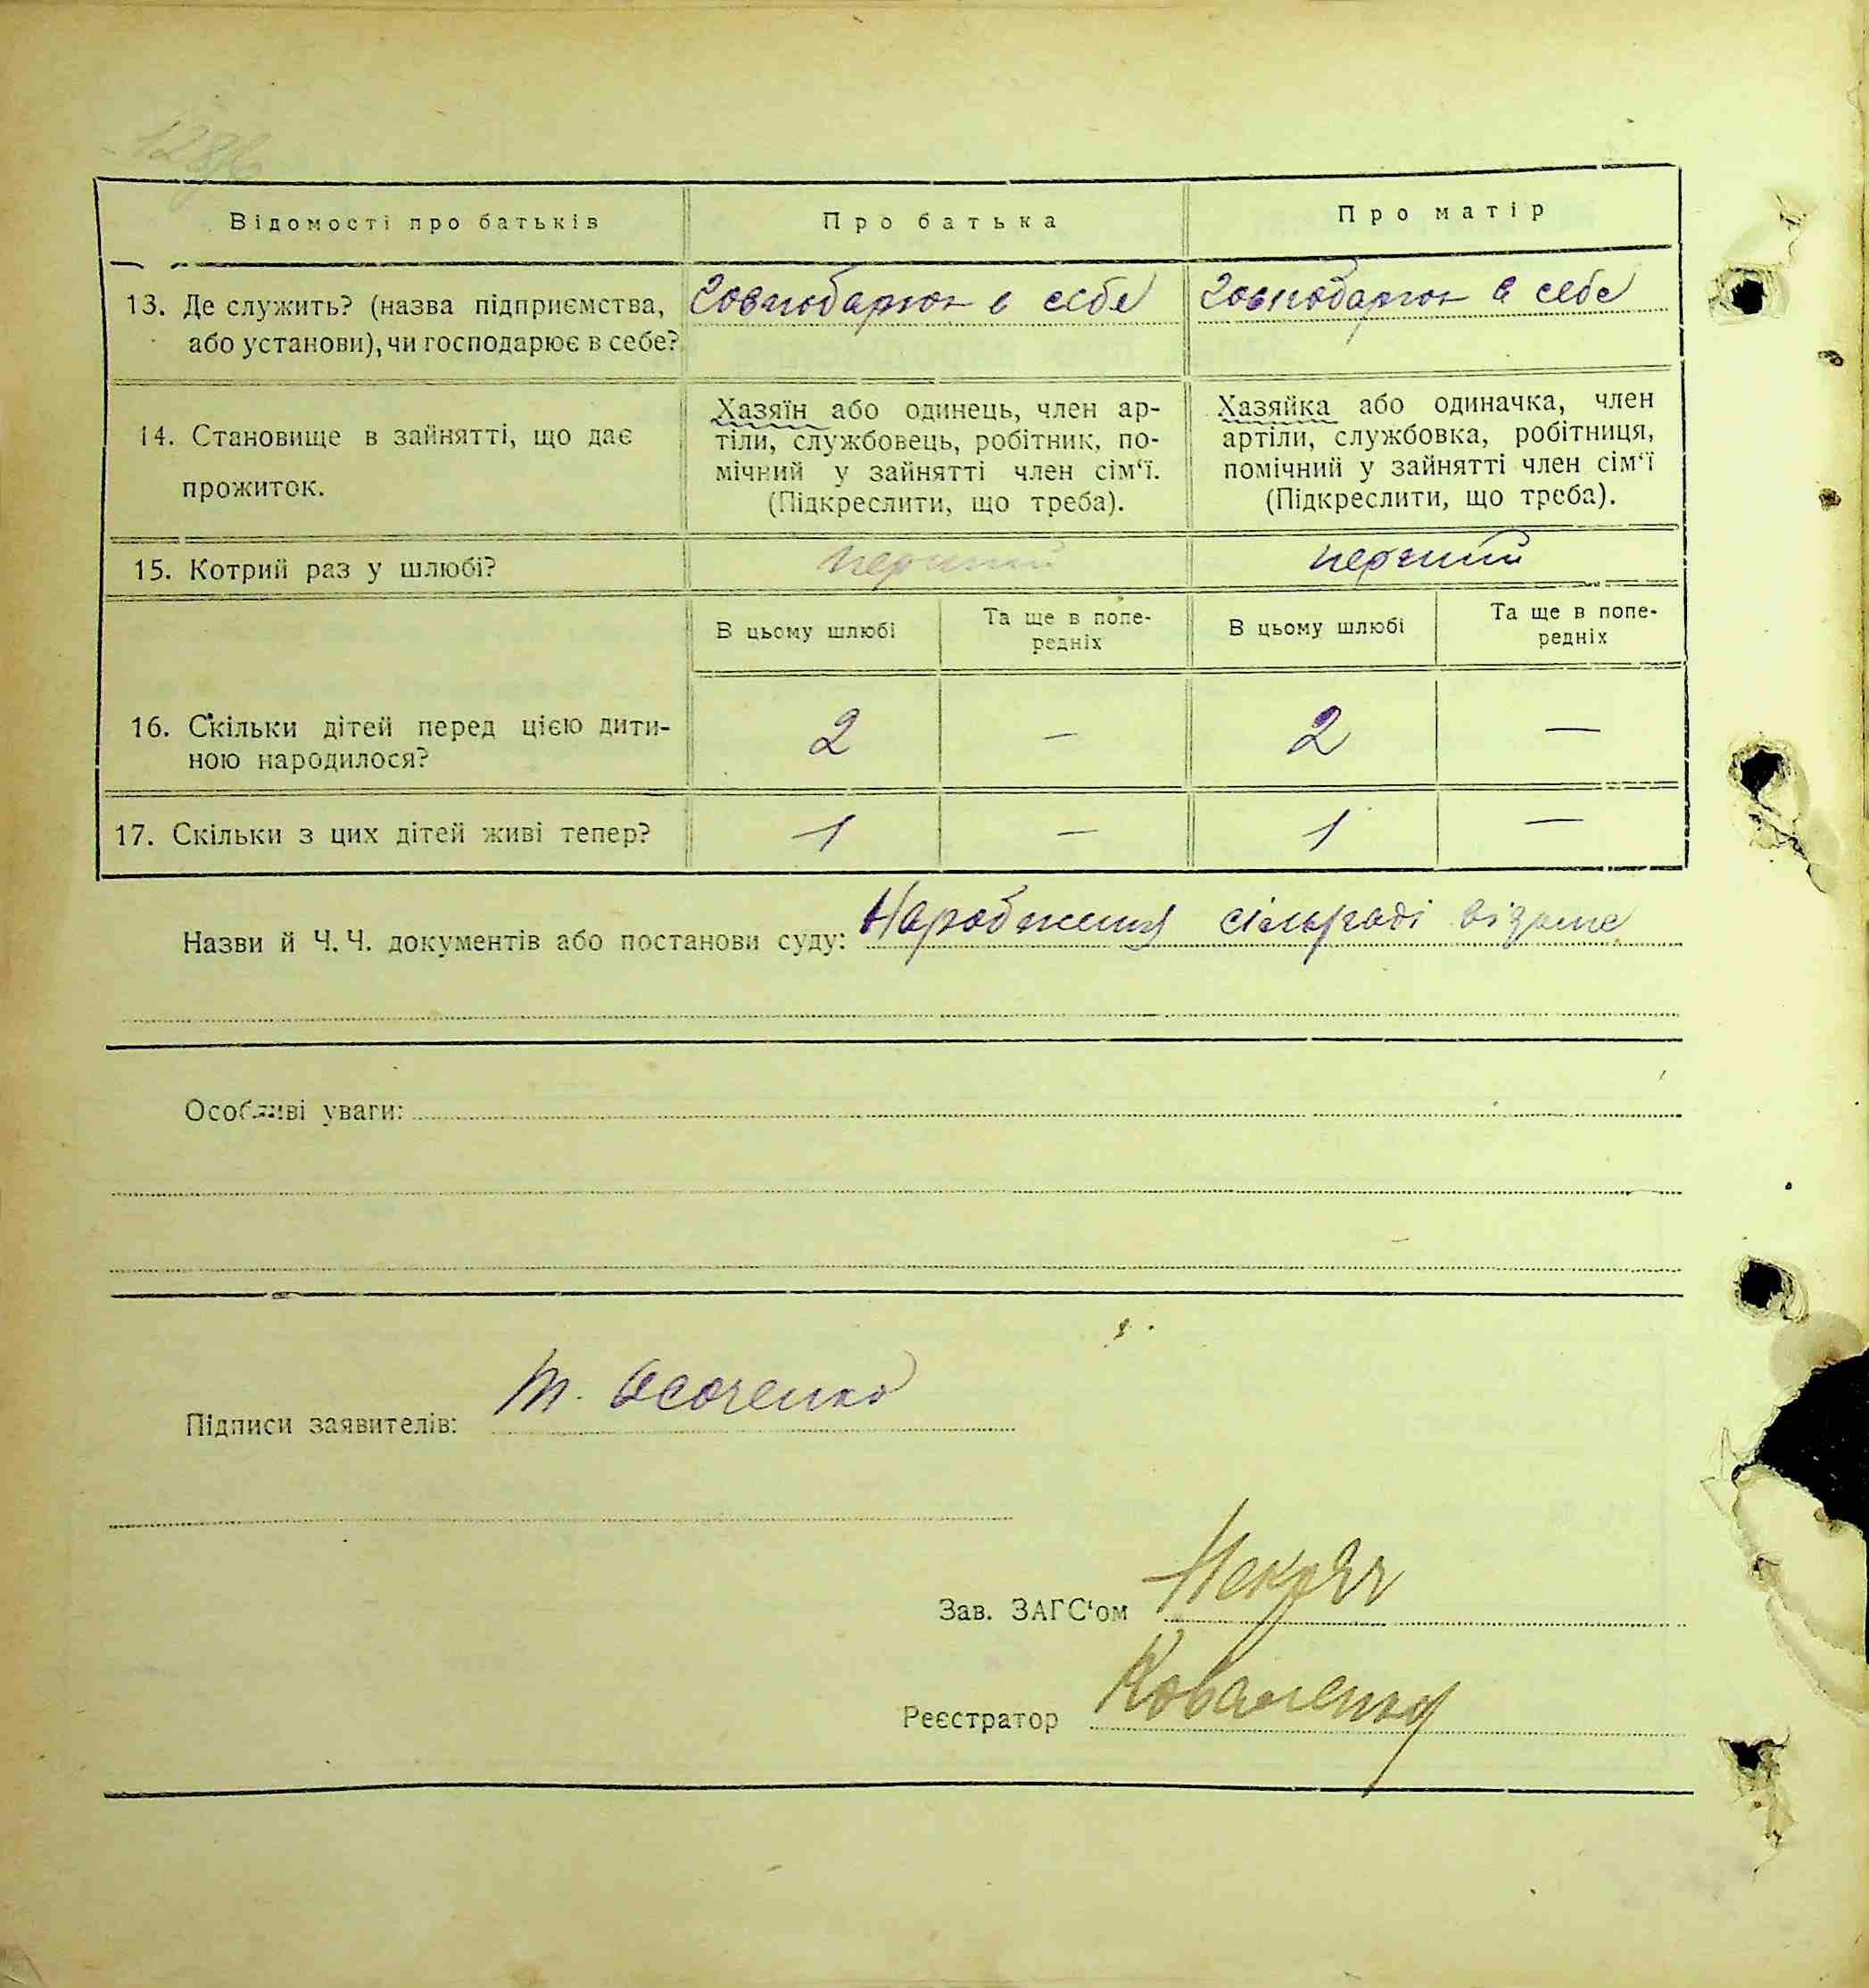 128
Відомості про батьків Про батька Про матір
13. Де служить? (назва підприємства, або установи), чи господарює в себе?
Господарює в себе Господарює в себе
14. Становище в зайнятті, що дає прожиток.
Хазяїн або одинець, член ар-
тіли, службовець, робітник, по-
мічний у зайнятті член сім‘ї.
(Підкреслити, що треба).
Хазяйка або одиначка, член
артіли, службовка, робітниця,
помічний у зайнятті член сім‘ї
(Підкреслити, що треба).
15. Котрий раз у шлюбі? перший перший
В цьому шлюбі Та ще в попе-
редніх В цьому шлюбі Та ще в попе-
редніх
16. Скільки дітей перед цією дити-
ною народилося? 2 — 2 —
17. Скільки з цих дітей живі тепер? 1 — 1 —
Назви й Ч. Ч. документів або постанови суду: Народження сільраді відоме
Особливі уваги:
Підписи заявителів: Т. Осоченко
Зав. ЗАГС‘ом
Реєстратор Коваленко